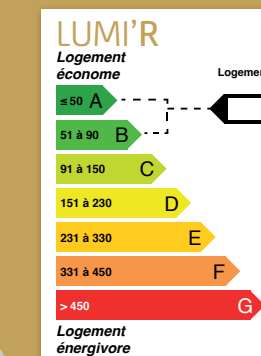 LUMI'R
Logement
économe
Logemen
≤ 50 A
51 à 90 B
91 à 150 C
151 à 230 D
231 à 330 E
331 à 450 F
> 450 G
Logement
énergivore